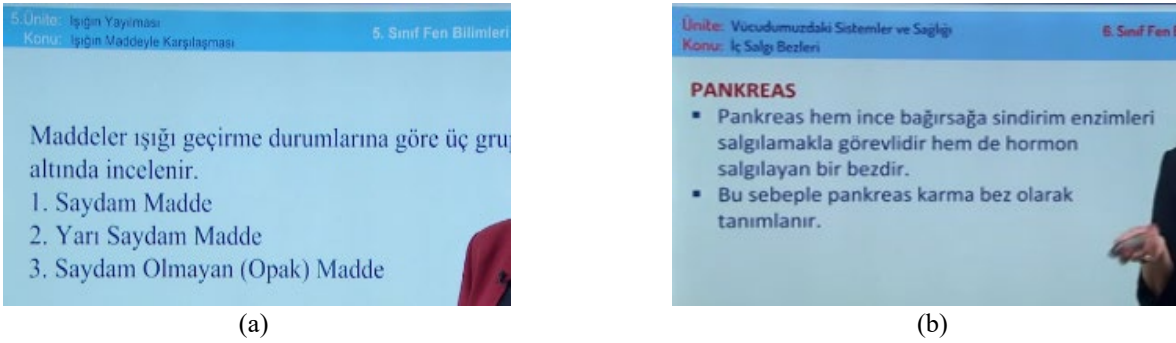 5.Ünite: Işığın Yayılması
Konu: Işığın Maddeyle Karşılaşması
5. Sınıf Fen Bilimleri
Maddeler ışığı geçirme durumlarına göre üç grup
altında incelenir.
1. Saydam Madde
2. Yarı Saydam Madde
3. Saydam Olmayan (Opak) Madde
(a)
Ünite: Vücudumuzdaki Sistemler ve Sağlığı
Konu: İç Salgı Bezleri
6. Sınıf Fen
PANKREAS
▪ Pankreas hem ince bağırsağa sindirim enzimleri
salgılamakla görevlidir hem de hormon
salgılayan bir bezdir.
▪ Bu sebeple pankreas karma bez olarak
tanımlanır.
(b)